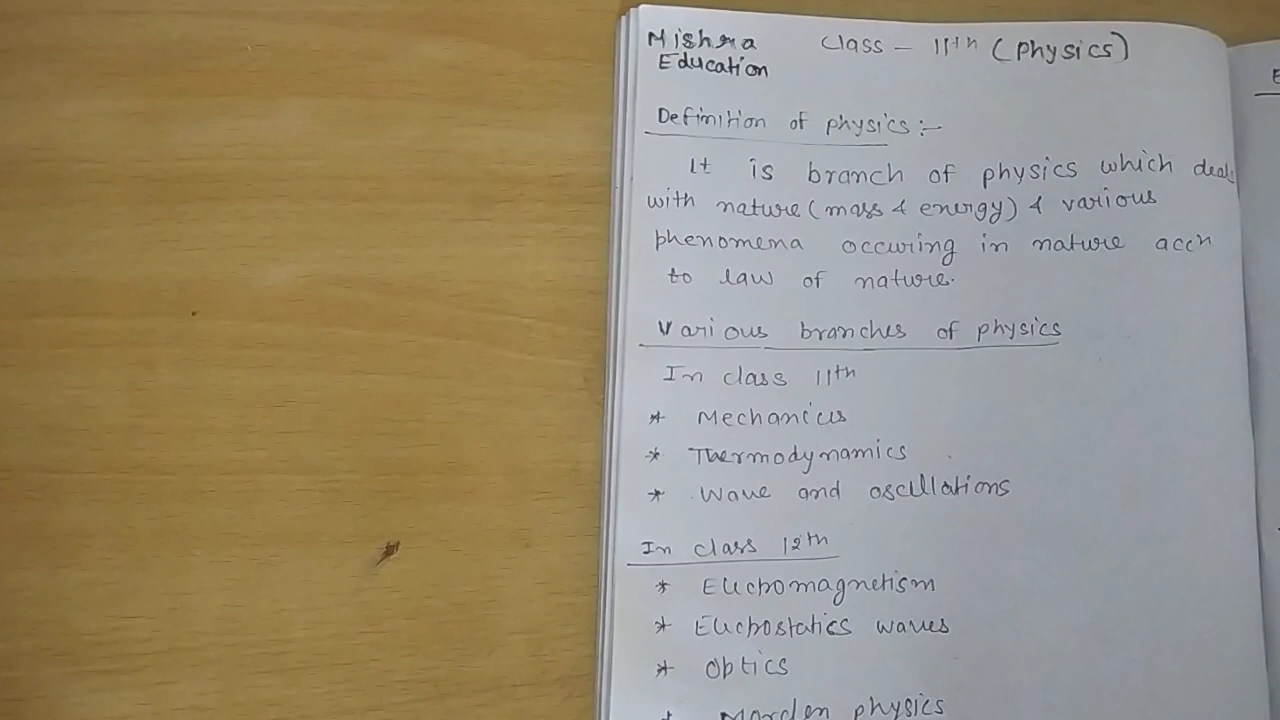 Mishra Class - 11th (Physics)
Education
Definition of physics :-
It is branch of physics which deals
with nature (mass & energy) & various
phenomena occuring in nature accn
to law of nature.
Various branches of physics
In class 11th
* Mechanics
* Thermodynamics
* Wave and oscillations
In class 12th
* Electromagnetism
* Electrostatics waves
* Optics
* Morden physics